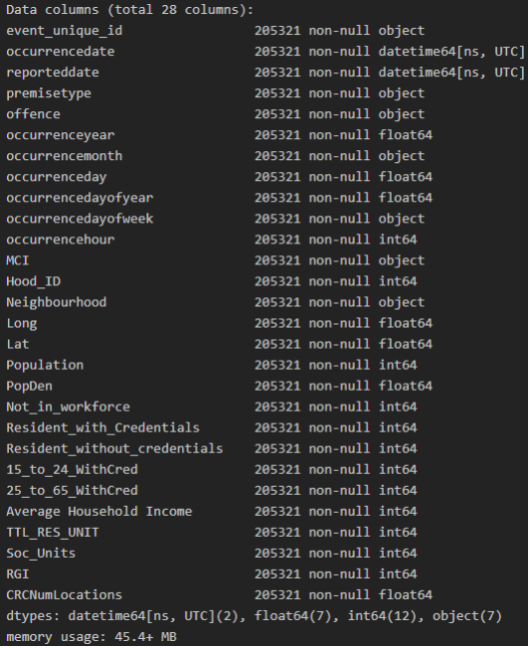 Data columns (total 28 columns):
event_unique_id 205321 non-null object
occurrencedate 205321 non-null datetime64[ns, UTC]
reporteddate 205321 non-null datetime64[ns, UTC]
premisetype 205321 non-null object
offence 205321 non-null object
occurrenceyear 205321 non-null float64
occurrencemonth 205321 non-null object
occurrenceday 205321 non-null float64
occurrencedayofyear 205321 non-null float64
occurrencedayofweek 205321 non-null object
occurrencehour 205321 non-null int64
MCI 205321 non-null object
Hood_ID 205321 non-null int64
Neighbourhood 205321 non-null object
Long 205321 non-null float64
Lat 205321 non-null float64
Population 205321 non-null int64
PopDen 205321 non-null float64
Not_in_workforce 205321 non-null int64
Resident_with_Credentials 205321 non-null int64
Resident_without_credentials 205321 non-null int64
15_to_24_WithCred 205321 non-null int64
25_to_65_WithCred 205321 non-null int64
Average Household Income 205321 non-null int64
TTL_RES_UNIT 205321 non-null int64
Soc_Units 205321 non-null int64
RGI 205321 non-null int64
CRCNumLocations 205321 non-null float64
dtypes: datetime64[ns, UTC](2), float64(7), int64(12), object(7)
memory usage: 45.4+ MB